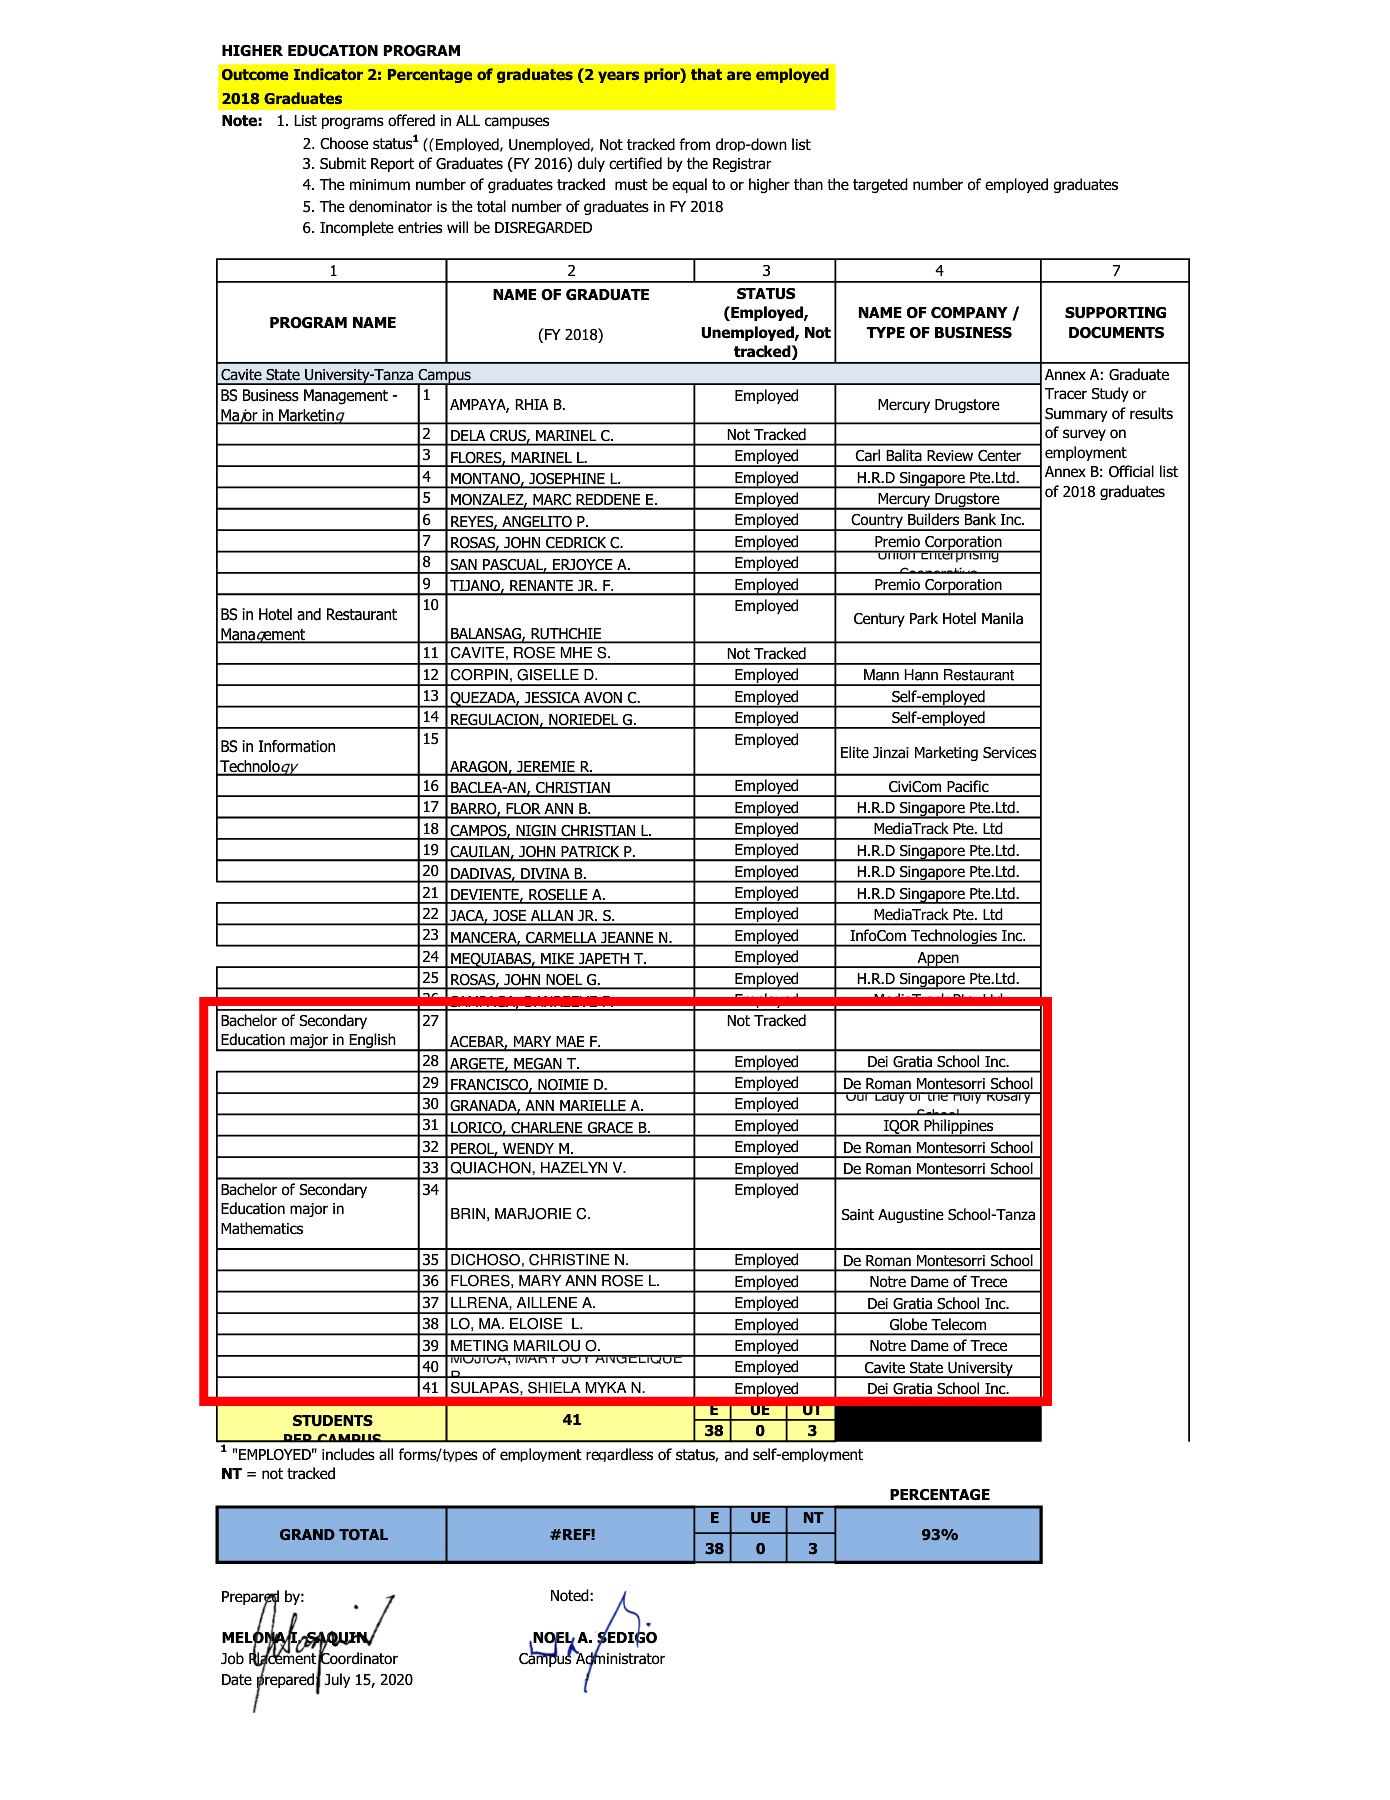 HIGHER EDUCATION PROGRAM
Outcome Indicator 2: Percentage of graduates (2 years prior) that are employed
2018 Graduates
Note: 1. List programs offered in ALL campuses
2. Choose status1 ((Employed, Unemployed, Not tracked from drop-down list
3. Submit Report of Graduates (FY 2016) duly certified by the Registrar
4. The minimum number of graduates tracked must be equal to or higher than the targeted number of employed graduates
5. The denominator is the total number of graduates in FY 2018
6. Incomplete entries will be DISREGARDED
1 2 3 4 7
PROGRAM NAME
NAME OF GRADUATE
(FY 2018)
STATUS
(Employed,
Unemployed, Not
tracked)
NAME OF COMPANY /
TYPE OF BUSINESS
SUPPORTING
DOCUMENTS
Cavite State University-Tanza Campus
Annex A: Graduate
Tracer Study or
Summary of results
of survey on
employment
Annex B: Official list
of 2018 graduates
BS Business Management -
Major in Marketing
1 AMPAYA, RHIA B. Employed Mercury Drugstore
2 DELA CRUS, MARINEL C. Not Tracked
3 FLORES, MARINEL L. Employed Carl Balita Review Center
4 MONTANO, JOSEPHINE L. Employed H.R.D Singapore Pte.Ltd.
5 MONZALEZ, MARC REDDENE E. Employed Mercury Drugstore
6 REYES, ANGELITO P. Employed Country Builders Bank Inc.
7 ROSAS, JOHN CEDRICK C. Employed Premio Corporation
8 SAN PASCUAL, ERJOYCE A. Employed Union Enterprising
Cooperative
9 TIJANO, RENANTE JR. F. Employed Premio Corporation
BS in Hotel and Restaurant
Management
10 BALANSAG, RUTHCHIE Employed Century Park Hotel Manila
11 CAVITE, ROSE MHE S. Not Tracked
12 CORPIN, GISELLE D. Employed Mann Hann Restaurant
13 QUEZADA, JESSICA AVON C. Employed Self-employed
14 REGULACION, NORIEDEL G. Employed Self-employed
BS in Information
Technology
15 ARAGON, JEREMIE R. Employed Elite Jinzai Marketing Services
16 BACLEA-AN, CHRISTIAN Employed CiviCom Pacific
17 BARRO, FLOR ANN B. Employed H.R.D Singapore Pte.Ltd.
18 CAMPOS, NIGIN CHRISTIAN L. Employed MediaTrack Pte. Ltd
19 CAUILAN, JOHN PATRICK P. Employed H.R.D Singapore Pte.Ltd.
20 DADIVAS, DIVINA B. Employed H.R.D Singapore Pte.Ltd.
21 DEVIENTE, ROSELLE A. Employed H.R.D Singapore Pte.Ltd.
22 JACA, JOSE ALLAN JR. S. Employed MediaTrack Pte. Ltd
23 MANCERA, CARMELLA JEANNE N. Employed InfoCom Technologies Inc.
24 MEQUIABAS, MIKE JAPETH T. Employed Appen
25 ROSAS, JOHN NOEL G. Employed H.R.D Singapore Pte.Ltd.
26 Employed MediaTrack Pte. Ltd
Bachelor of Secondary
Education major in English
27 ACEBAR, MARY MAE F. Not Tracked
28 ARGETE, MEGAN T. Employed Dei Gratia School Inc.
29 FRANCISCO, NOIMIE D. Employed De Roman Montesorri School
30 GRANADA, ANN MARIELLE A. Employed Our Lady of the Holy Rosary
School
31 LORICO, CHARLENE GRACE B. Employed IQOR Philippines
32 PEROL, WENDY M. Employed De Roman Montesorri School
33 QUIACHON, HAZELYN V. Employed De Roman Montesorri School
Bachelor of Secondary
Education major in
Mathematics
34 BRIN, MARJORIE C. Employed Saint Augustine School-Tanza
35 DICHOSO, CHRISTINE N. Employed De Roman Montesorri School
36 FLORES, MARY ANN ROSE L. Employed Notre Dame of Trece
37 LLRENA, AILLENE A. Employed Dei Gratia School Inc.
38 LO, MA. ELOISE L. Employed Globe Telecom
39 METING MARILOU O. Employed Notre Dame of Trece
40 MOJICA, MARY JOY ANGELIQUE Employed Cavite State University
41 SULAPAS, SHIELA MYKA N. Employed Dei Gratia School Inc.
STUDENTS
PER CAMPUS
41
E UE UT
38 0 3
1 "EMPLOYED" includes all forms/types of employment regardless of status, and self-employment
NT = not tracked
PERCENTAGE
GRAND TOTAL #REF! E UE NT 93%
38 0 3
Prepared by: Noted:
MELONA I. SAQUIN NOEL A. SEDIGO
Job Placement Coordinator Campus Administrator
Date prepared: July 15, 2020